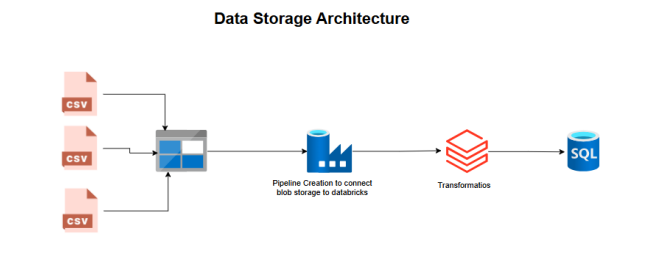 Data Storage Architecture
CSV
CSV
CSV
SQL
Pipeline Creation to connect
blob storage to databricks
Transformatios